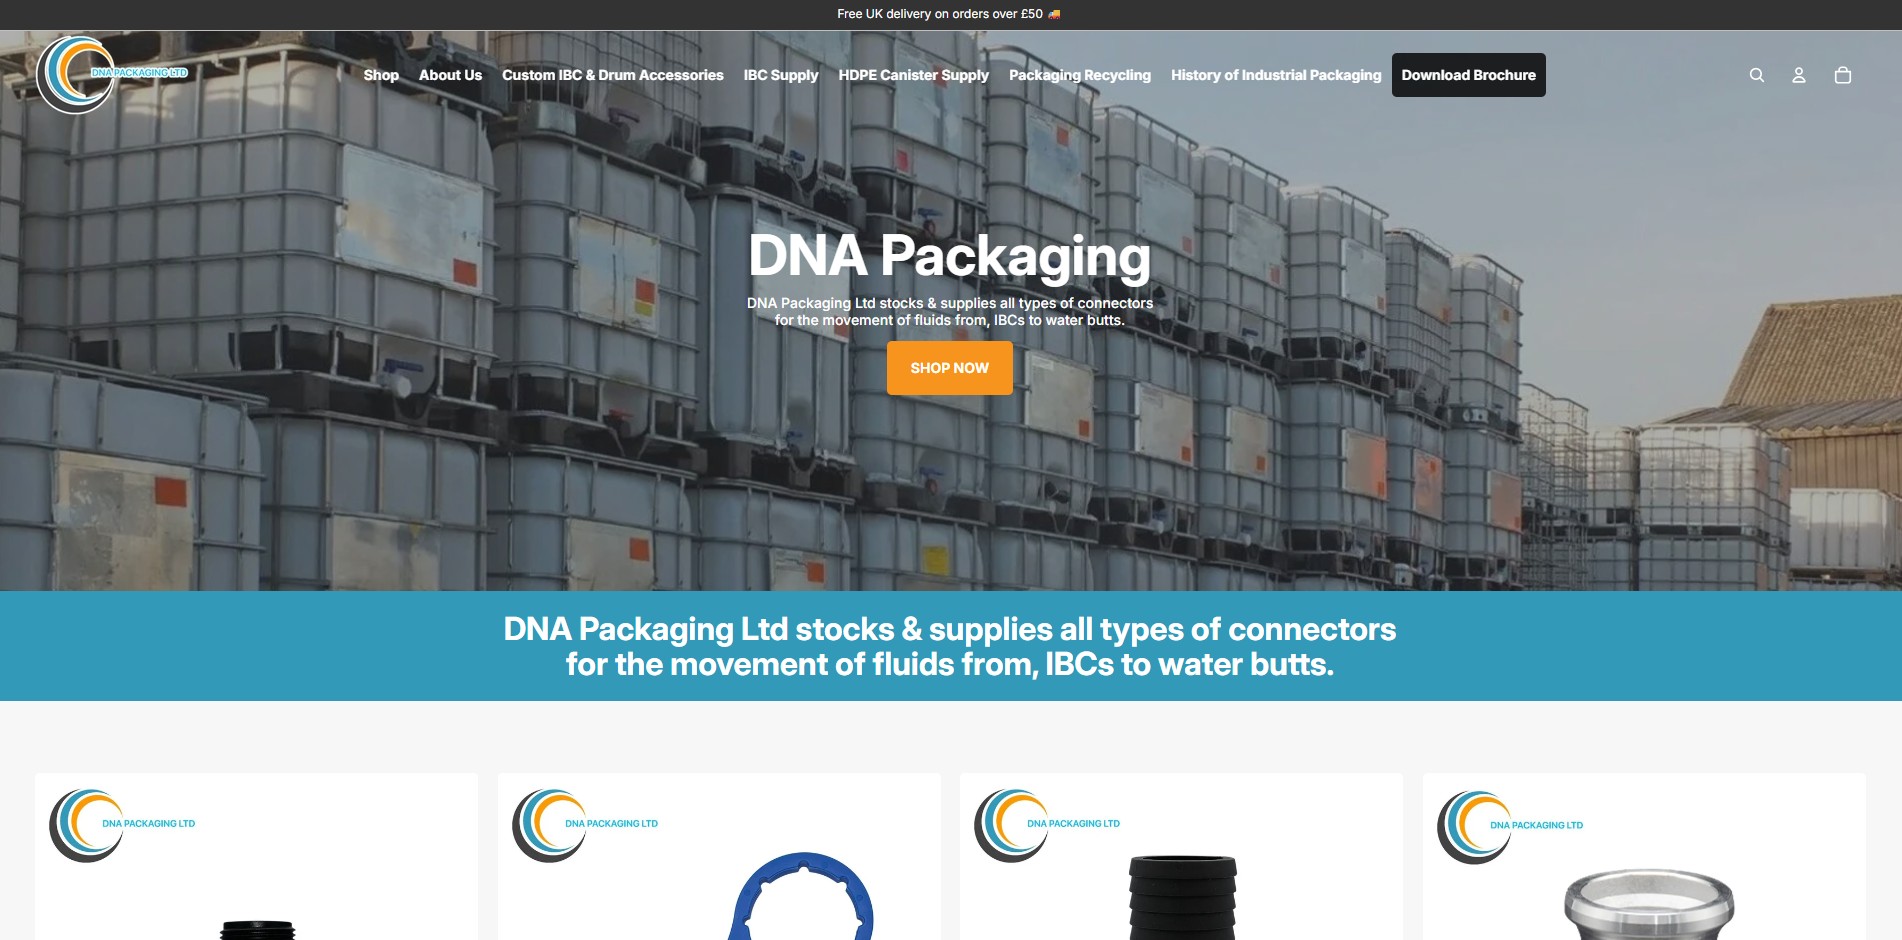 Free UK delivery on orders over £50 🚚
DNA PACKAGING LTD
Shop About Us Custom IBC & Drum Accessories IBC Supply HDPE Canister Supply Packaging Recycling History of Industrial Packaging Download Brochure
DNA Packaging
DNA Packaging Ltd stocks & supplies all types of connectors
for the movement of fluids from, IBCs to water butts.
SHOP NOW
DNA Packaging Ltd stocks & supplies all types of connectors
for the movement of fluids from, IBCs to water butts.
DNA PACKAGING LTD
DNA PACKAGING LTD
DNA PACKAGING LTD
DNA PACKAGING LTD